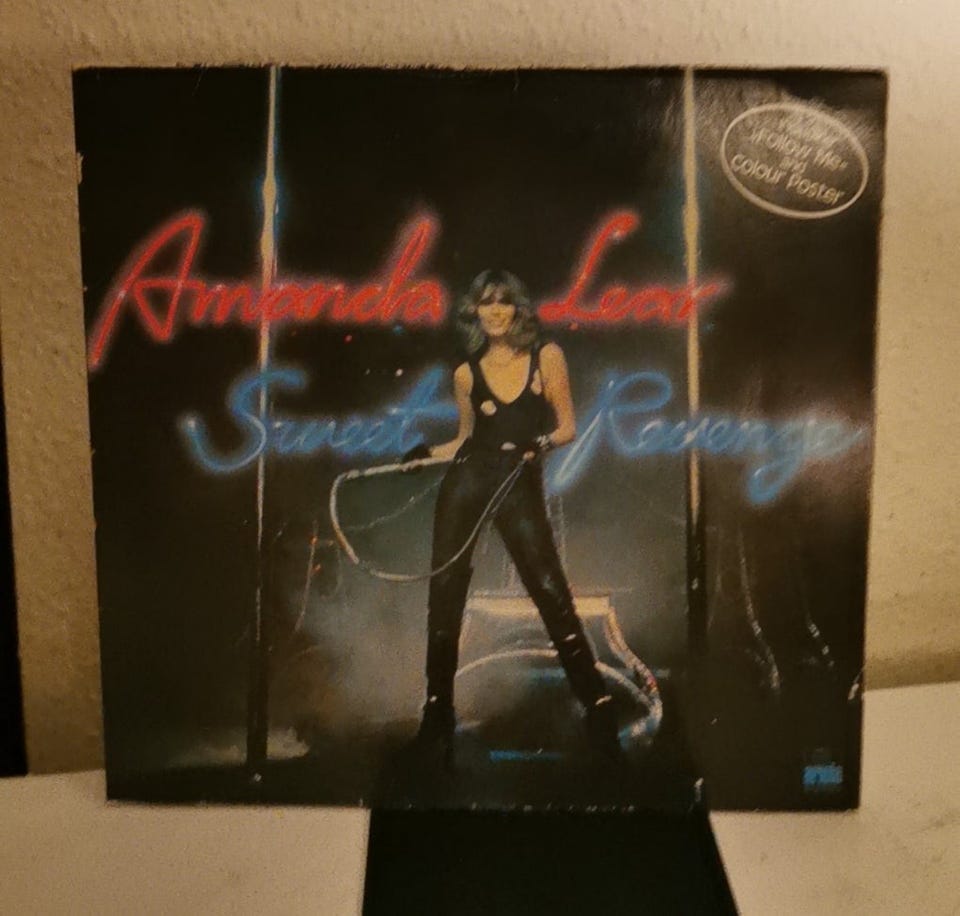 Amanda Lear
Sweet Revenge
"Follow Me"
and
Colour Poster